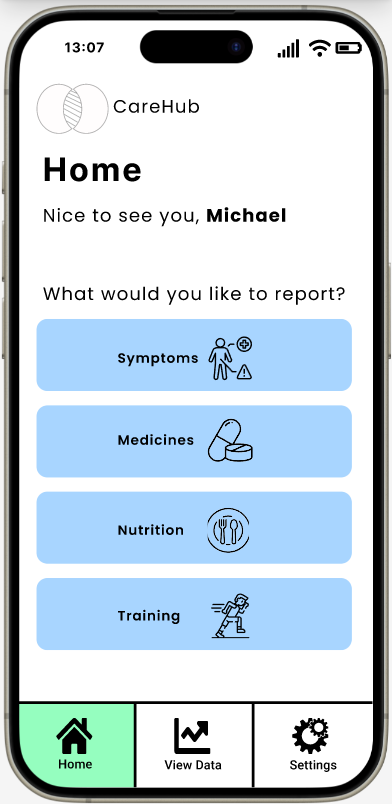 13:07
CareHub
Home
Nice to see you, Michael
What would you like to report?
Symptoms
Medicines
Nutrition
Training
Home
View Data
Settings